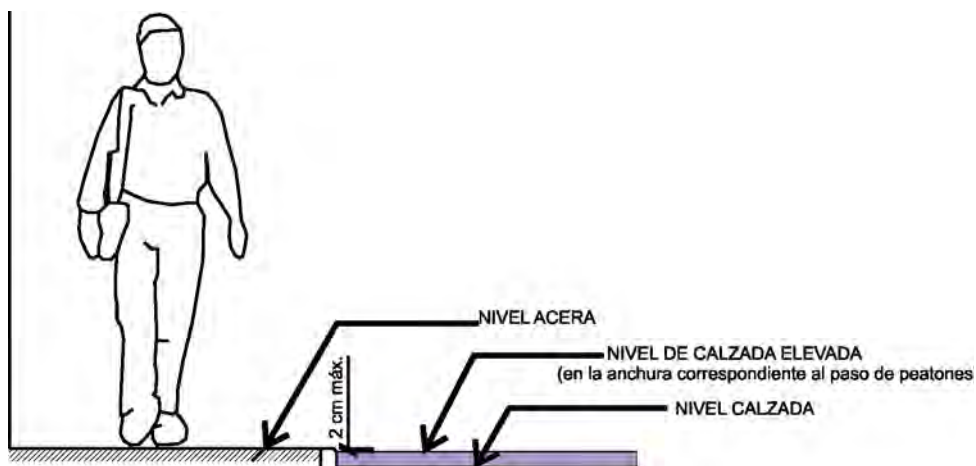 NIVEL ACERA
NIVEL DE CALZADA ELEVADA
(en la anchura correspondiente al paso de peatones
NIVEL CALZADA
2 cm máx.